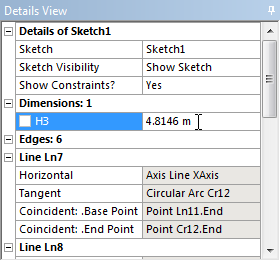 Details View
Details of Sketch1
Sketch Sketch1
Sketch Visibility Show Sketch
Show Constraints? Yes
Dimensions: 1
H3 4.8146 m
Edges: 6
Line Ln7
Horizontal Axis Line XAxis
Tangent Circular Arc Cr12
Coincident: .Base Point Point Ln11.End
Coincident: .End Point Point Cr12.End
Line Ln8